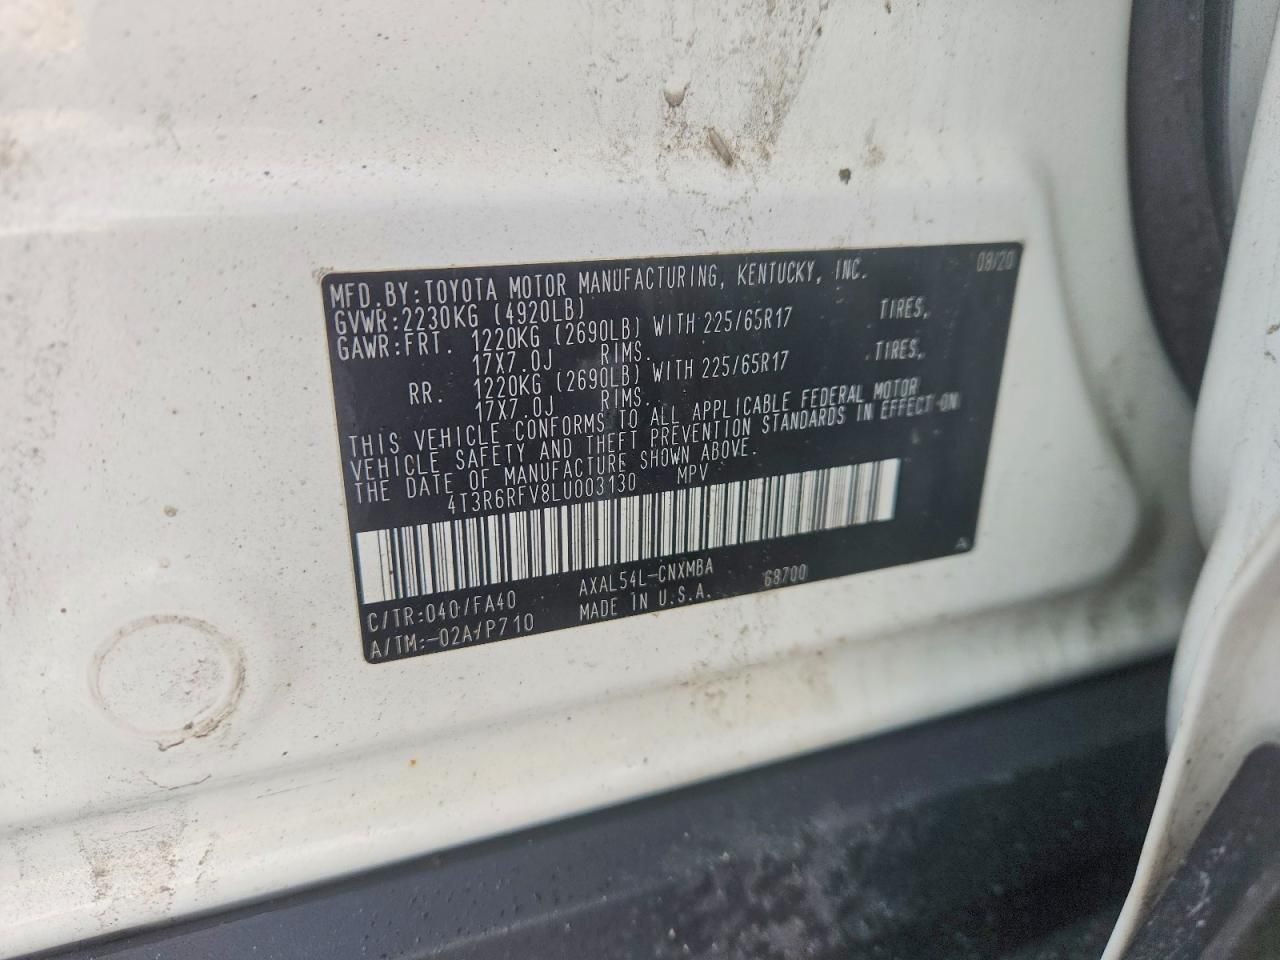 MFD.BY:TOYOTA MOTOR MANUFACTURING, KENTUCKY, INC. 08/20
GVWR:2230KG (4920LB)
GAWR:FRT. 1220KG (2690LB) WITH 225/65R17 TIRES,
17X7.0J RIMS.
RR. 1220KG (2690LB) WITH 225/65R17 TIRES,
17X7.0J RIMS.
THIS VEHICLE CONFORMS TO ALL APPLICABLE FEDERAL MOTOR
VEHICLE SAFETY AND THEFT PREVENTION STANDARDS IN EFFECT ON
THE DATE OF MANUFACTURE SHOWN ABOVE.
4T3R6RFV8LU003130 MPV
C/TR:040/FA40 AXAL54L-CNXMBA
A/TM:-02A/P710 MADE IN U.S.A. 68700
A